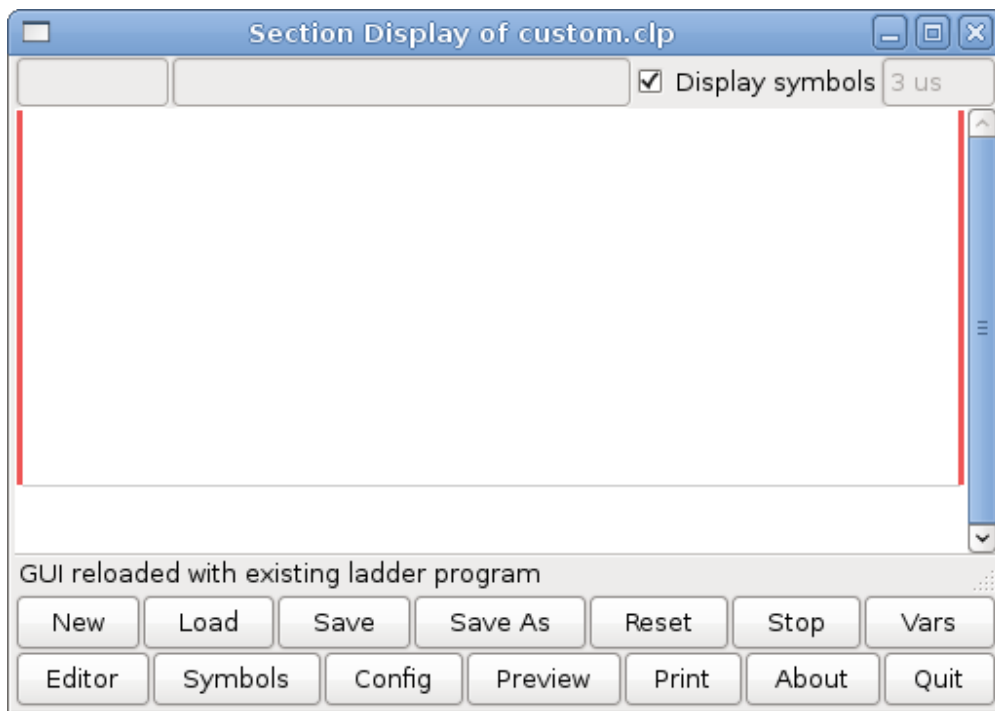 Section Display of custom.clp
Display symbols 3 us
GUI reloaded with existing ladder program
New Load Save Save As Reset Stop Vars
Editor Symbols Config Preview Print About Quit